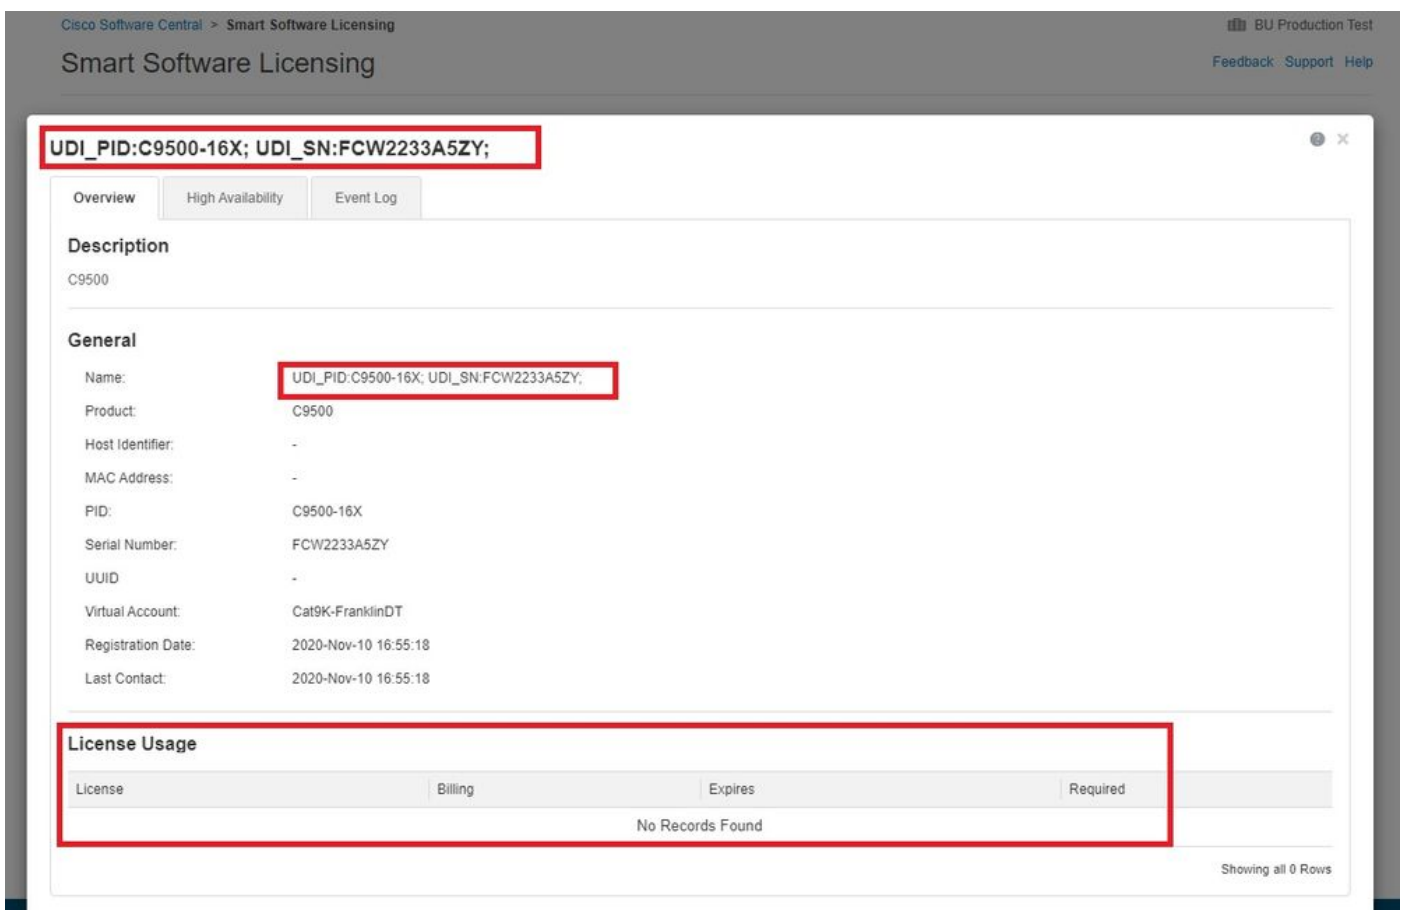 Cisco Software Central > Smart Software Licensing
BU Production Test
Smart Software Licensing
Feedback Support Help
UDI_PID:C9500-16X; UDI_SN:FCW2233A5ZY;
Overview
High Availability
Event Log
Description
C9500
General
Name: UDI_PID:C9500-16X; UDI_SN:FCW2233A5ZY;
Product: C9500
Host Identifier: -
MAC Address: -
PID: C9500-16X
Serial Number: FCW2233A5ZY
UUID -
Virtual Account: Cat9K-FranklinDT
Registration Date: 2020-Nov-10 16:55:18
Last Contact: 2020-Nov-10 16:55:18
License Usage
License Billing Expires Required
No Records Found
Showing all 0 Rows